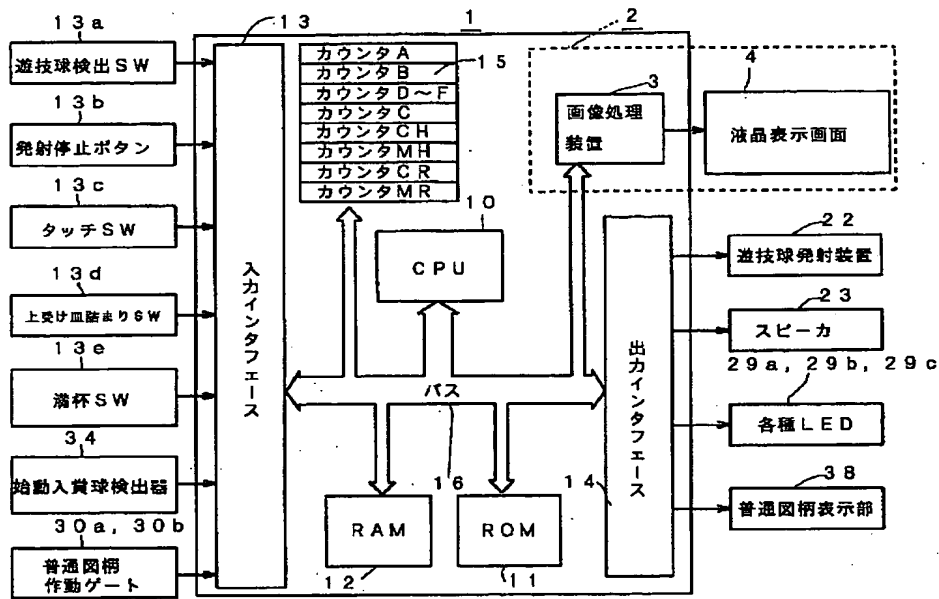 13a
遊技球検出SW
13b
発射停止ボタン
13c
タッチSW
13d
上受け皿詰まりSW
13e
満杯SW
34
始動入賞球検出器
30a, 30b
普通図柄
作動ゲート
13
入力インタフェース
1
カウンタA
カウンタB
カウンタD～F
カウンタC
カウンタCH
カウンタMH
カウンタCR
カウンタMR
15
10
CPU
バス
16
RAM
12
ROM
11
2
3
画像処理
装置
4
液晶表示画面
出力インタフェース
14
22
遊技球発射装置
23
スピーカ
29a, 29b, 29c
各種LED
38
普通図柄表示部